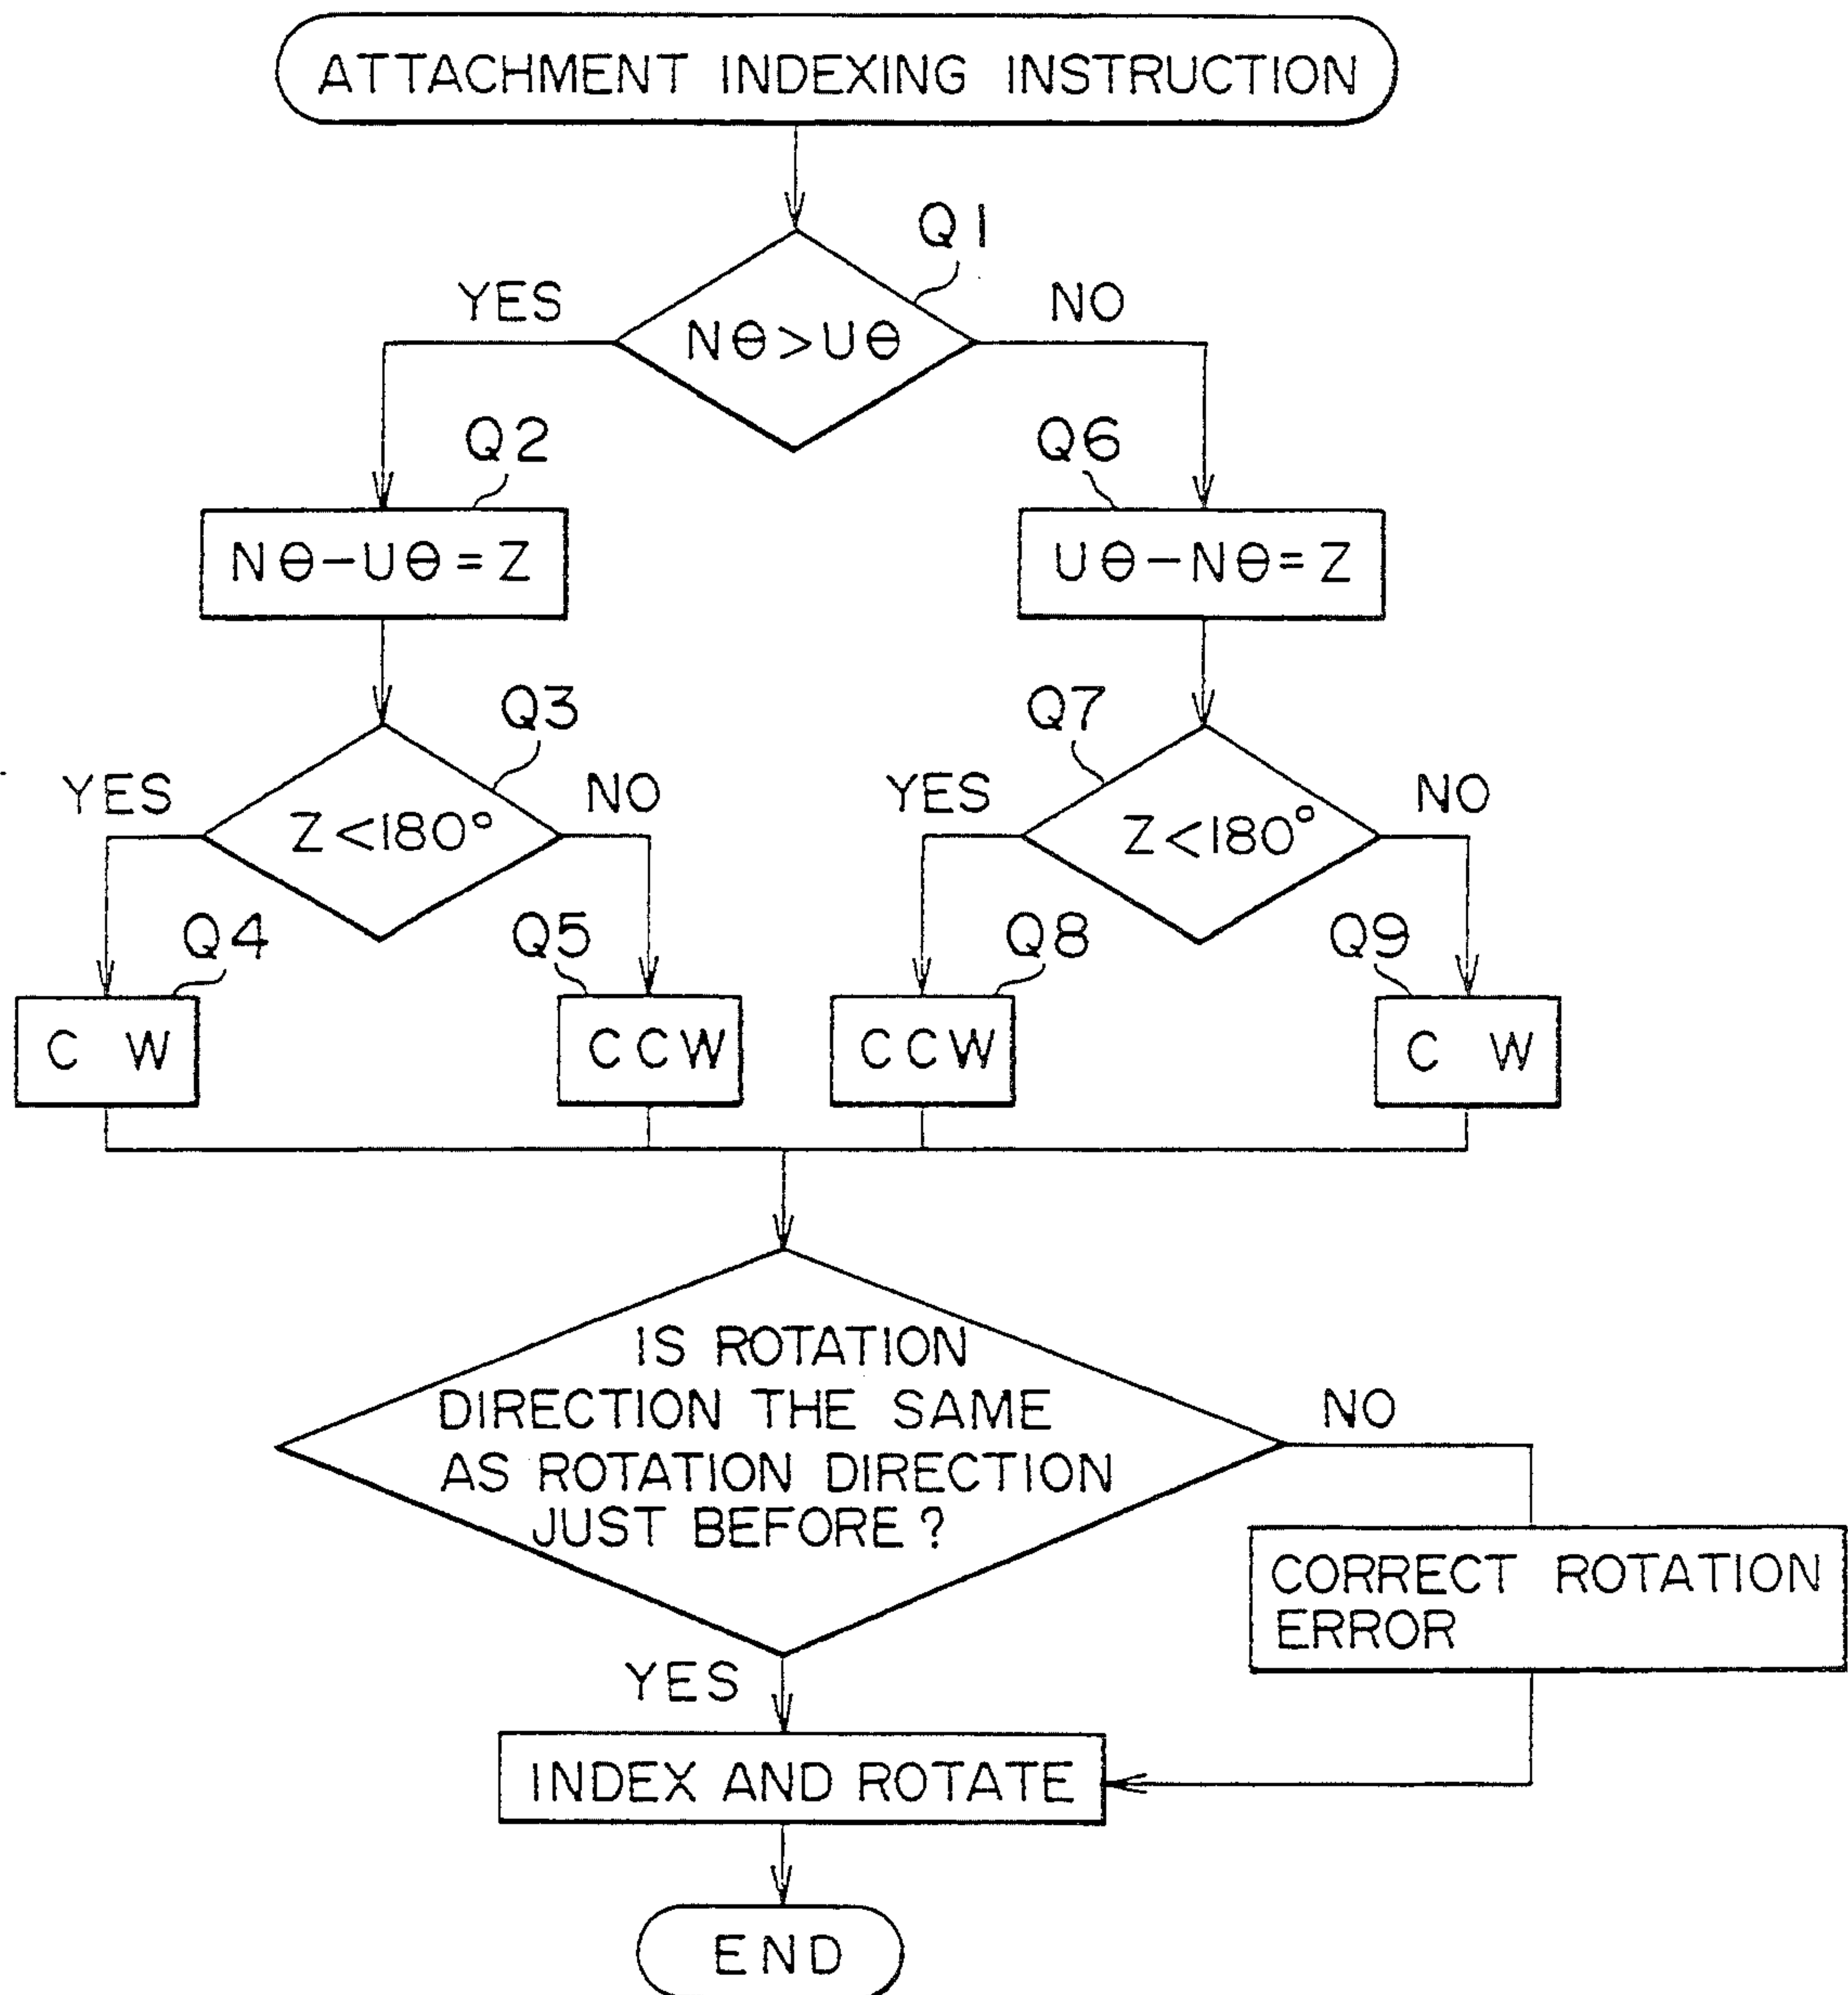 ATTACHMENT INDEXING INSTRUCTION
Q1
YES
NO
Nθ>Uθ
Q2
Q6
Nθ-Uθ=Z
Uθ-Nθ=Z
Q3
Q7
YES
NO
YES
NO
Z<180°
Z<180°
Q4
Q5
Q8
Q9
C W
CCW
CCW
C W
IS ROTATION
DIRECTION THE SAME
AS ROTATION DIRECTION
JUST BEFORE?
NO
CORRECT ROTATION
ERROR
YES
INDEX AND ROTATE
END